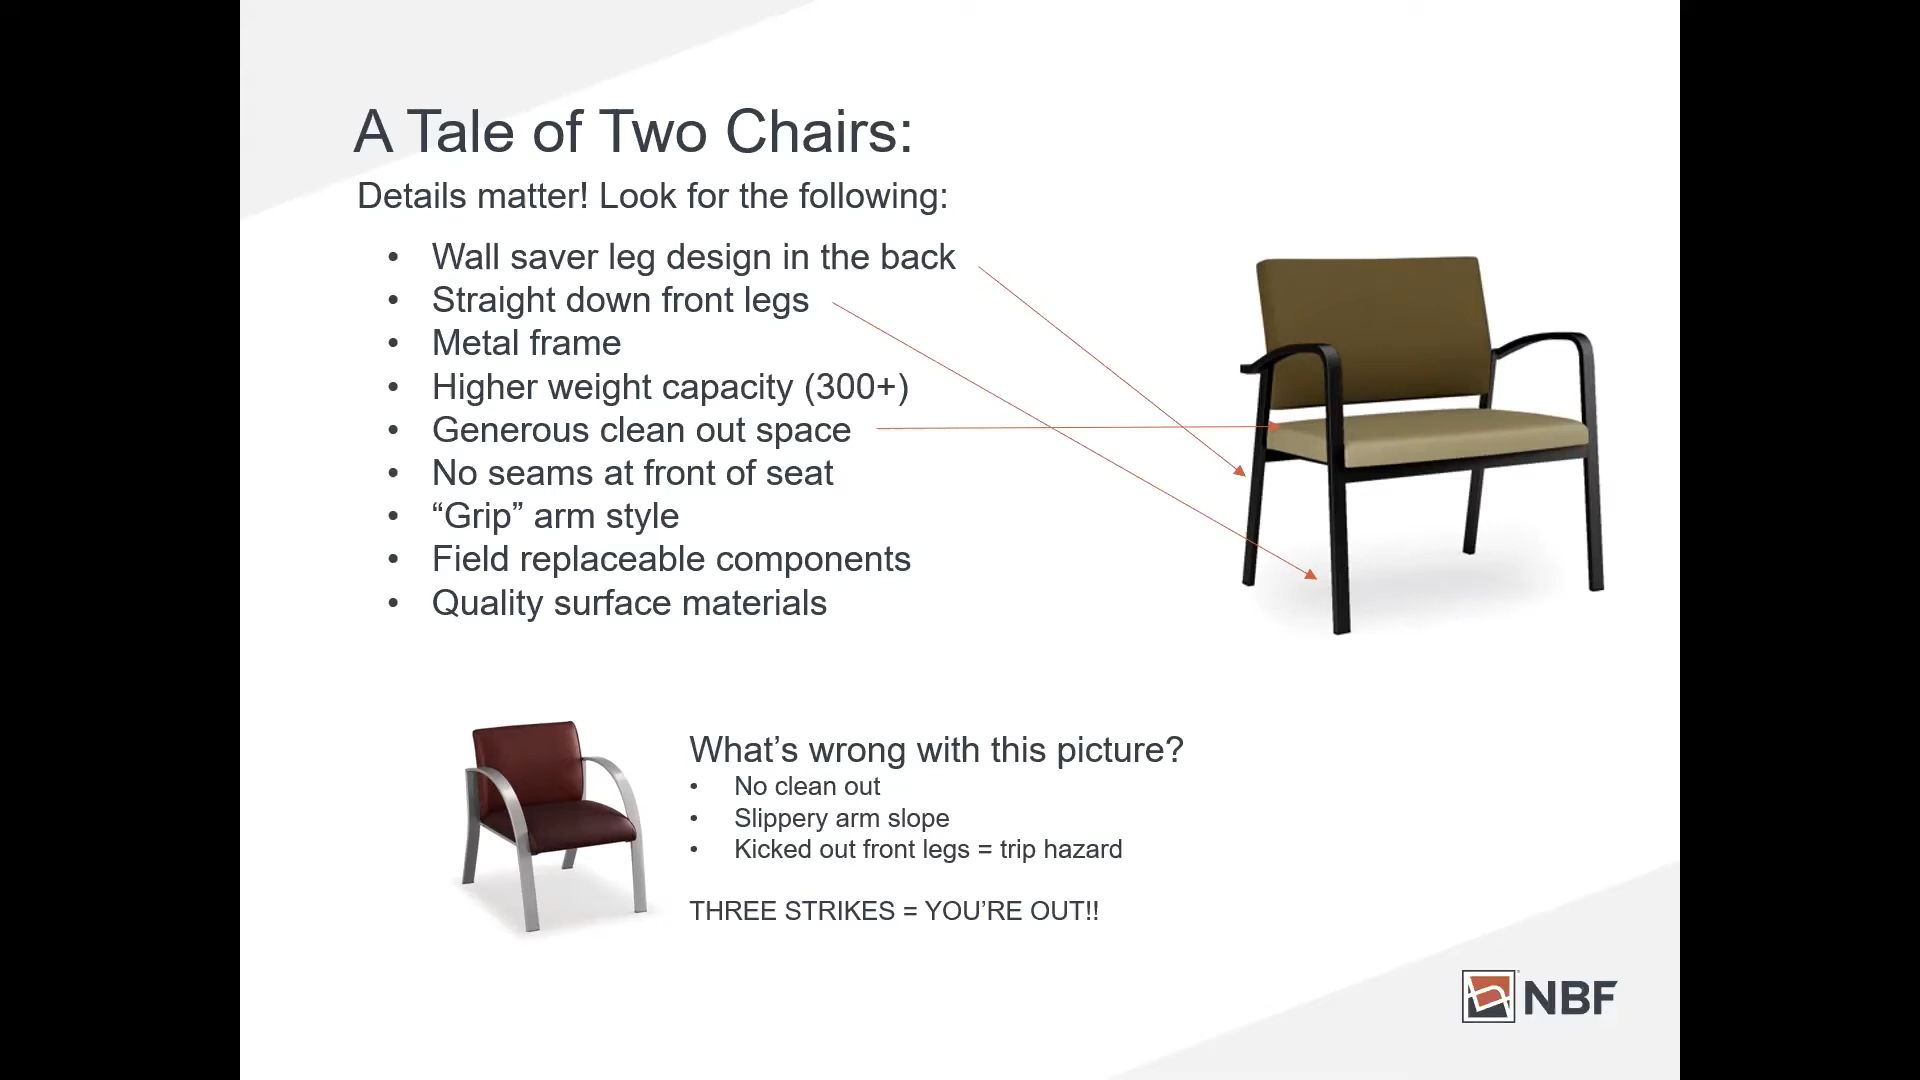 A Tale of Two Chairs:
Details matter! Look for the following:
• Wall saver leg design in the back
• Straight down front legs
• Metal frame
• Higher weight capacity (300+)
• Generous clean out space
• No seams at front of seat
• “Grip” arm style
• Field replaceable components
• Quality surface materials
What’s wrong with this picture?
• No clean out
• Slippery arm slope
• Kicked out front legs = trip hazard
THREE STRIKES = YOU’RE OUT!!
NBF